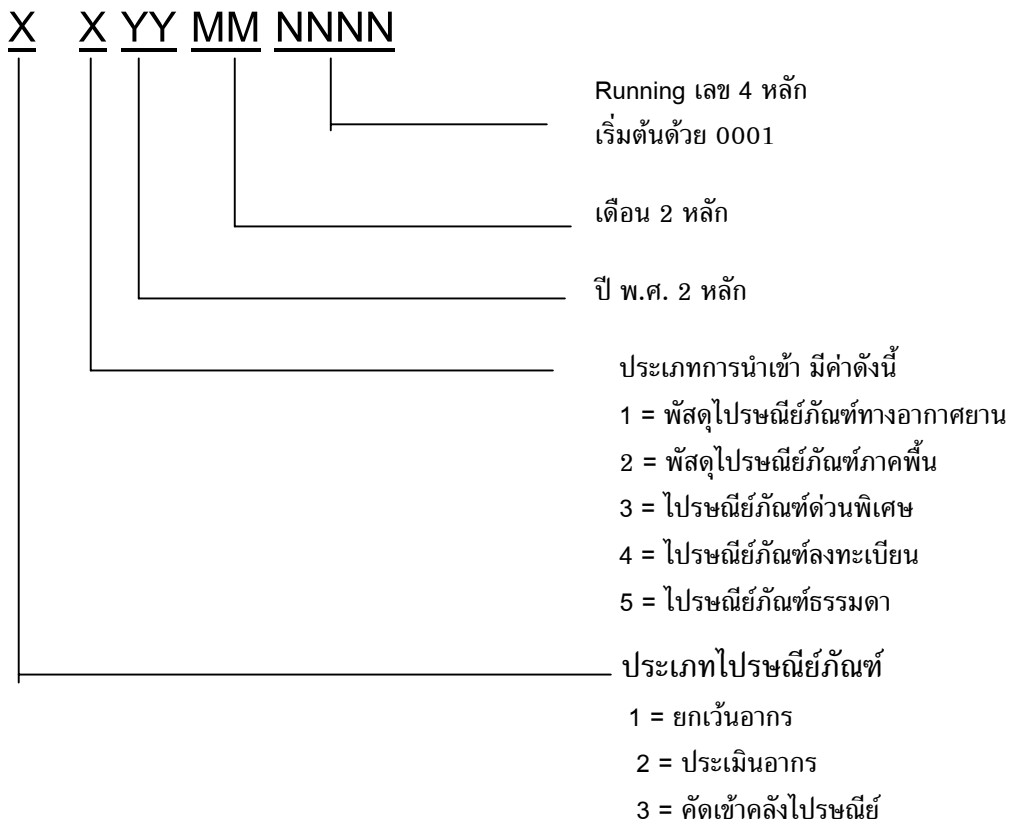 X X YY MM NNNN
Running เลข 4 หลัก
เริ่มต้นด้วย 0001
เดือน 2 หลัก
ปี พ.ศ. 2 หลัก
ประเภทการนำเข้า มีค่าดังนี้
1 = พัสดุไปรษณีย์ภัณฑ์ทางอากาศยาน
2 = พัสดุไปรษณีย์ภัณฑ์ภาคพื้น
3 = ไปรษณีย์ภัณฑ์ด่วนพิเศษ
4 = ไปรษณีย์ภัณฑ์ลงทะเบียน
5 = ไปรษณีย์ภัณฑ์ธรรมดา
ประเภทไปรษณีย์ภัณฑ์
1 = ยกเว้นอากร
2 = ประเมินอากร
3 = คัดเข้าคลังไปรษณีย์